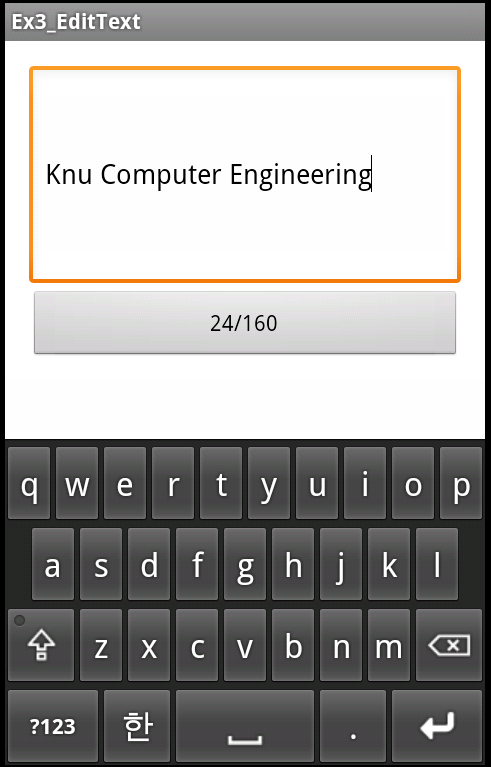 Ex3_EditText
Knu Computer Engineering
24/160
q w e r t y u i o p
a s d f g h j k l
z x c v b n m
?123 한 .